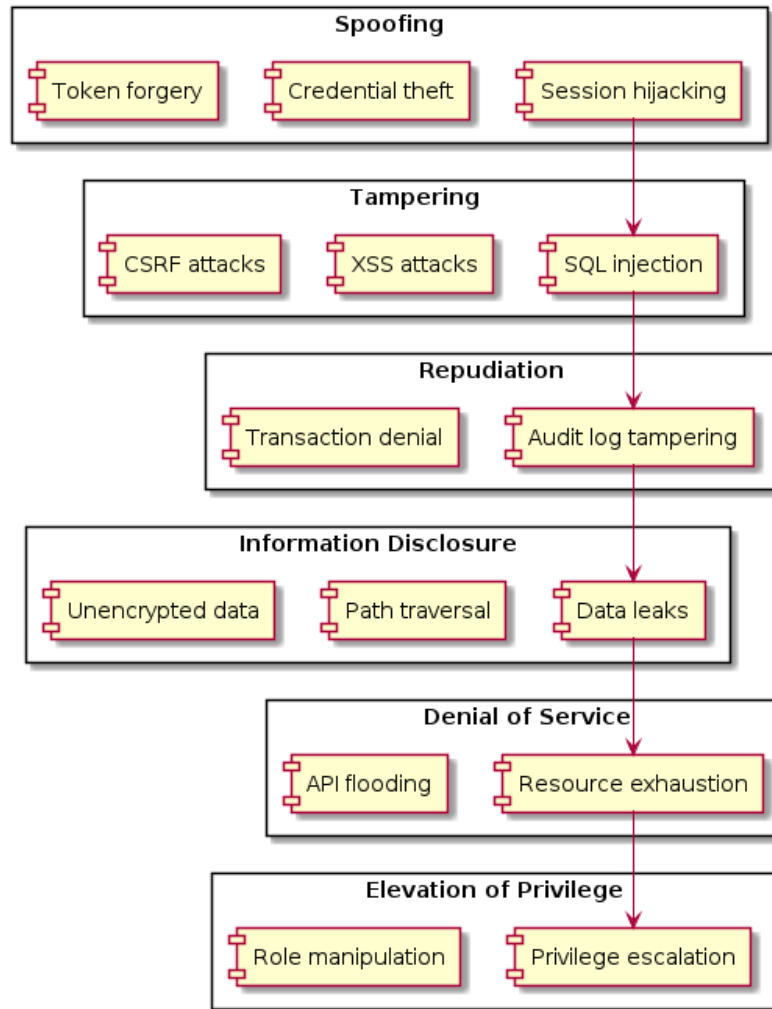 Spoofing
Token forgery
Credential theft
Session hijacking
Tampering
CSRF attacks
XSS attacks
SQL injection
Repudiation
Transaction denial
Audit log tampering
Information Disclosure
Unencrypted data
Path traversal
Data leaks
Denial of Service
API flooding
Resource exhaustion
Elevation of Privilege
Role manipulation
Privilege escalation